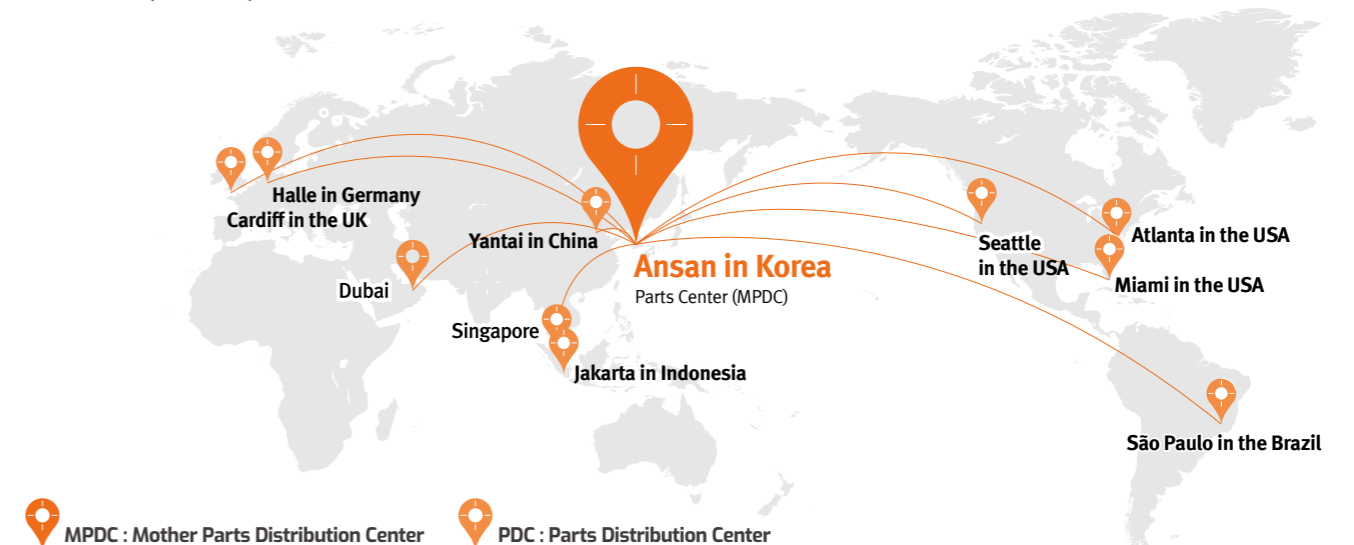 Halle in Germany
Cardiff in the UK
Yantai in China
Dubai
Ansan in Korea
Parts Center (MPDC)
Singapore
Jakarta in Indonesia
Seattle
in the USA
Atlanta in the USA
Miami in the USA
São Paulo in the Brazil
MPDC : Mother Parts Distribution Center
PDC : Parts Distribution Center